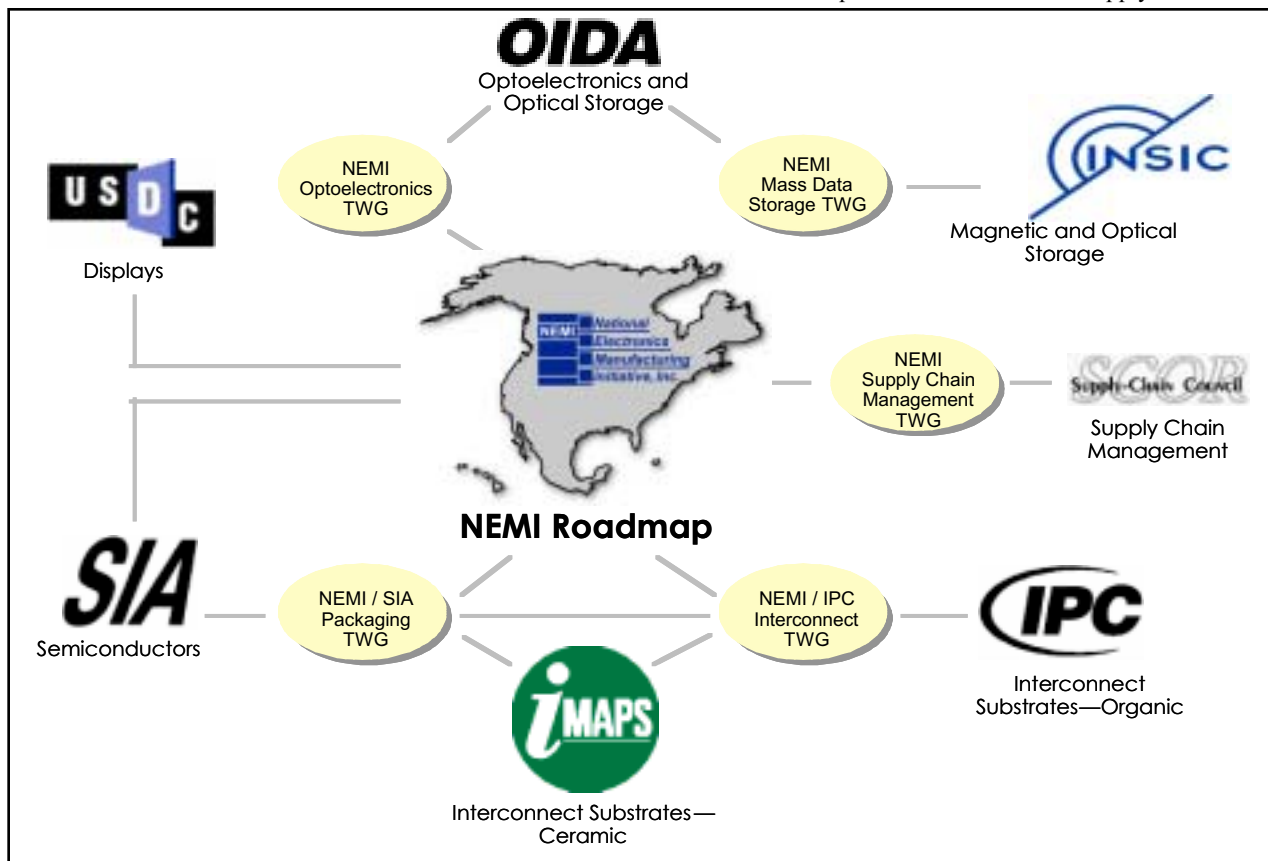 OIDA
Optoelectronics and
Optical Storage
NEMI
Optoelectronics
TWG
NEMI
Mass Data
Storage TWG
INSIC
Magnetic and Optical
Storage
USDC
Displays
NEMI
National
Electronics
Manufacturing
Initiative, Inc.
NEMI Roadmap
NEMI
Supply Chain
Management
TWG
SCOR
Supply-Chain Council
Supply Chain
Management
SIA
Semiconductors
NEMI / SIA
Packaging
TWG
NEMI / IPC
Interconnect
TWG
IPC
Interconnect
Substrates—Organic
iMAPS
Interconnect Substrates—
Ceramic